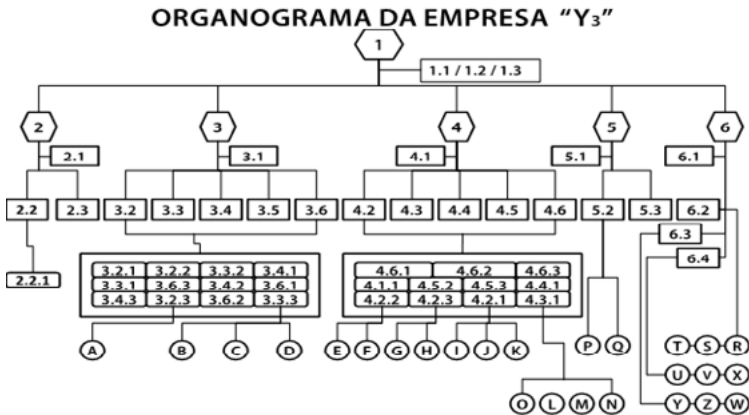 ORGANOGRAMA DA EMPRESA “Y₃”
1
1.1 / 1.2 / 1.3
2 3 4 5 6
2.1 3.1 4.1 5.1 6.1
2.2 2.3 3.2 3.3 3.4 3.5 3.6 4.2 4.3 4.4 4.5 4.6 5.2 5.3 6.2
6.3
6.4
2.2.1
3.2.1 3.2.2 3.3.2 3.4.1 4.6.1 4.6.2 4.6.3
3.3.1 3.6.3 3.4.2 3.6.1 4.1.1 4.5.2 4.5.3 4.4.1
3.4.3 3.2.3 3.6.2 3.3.3 4.2.2 4.2.3 4.2.1 4.3.1
A B C D E F G H I J K P Q T S R
U V X
O L M N Y Z W